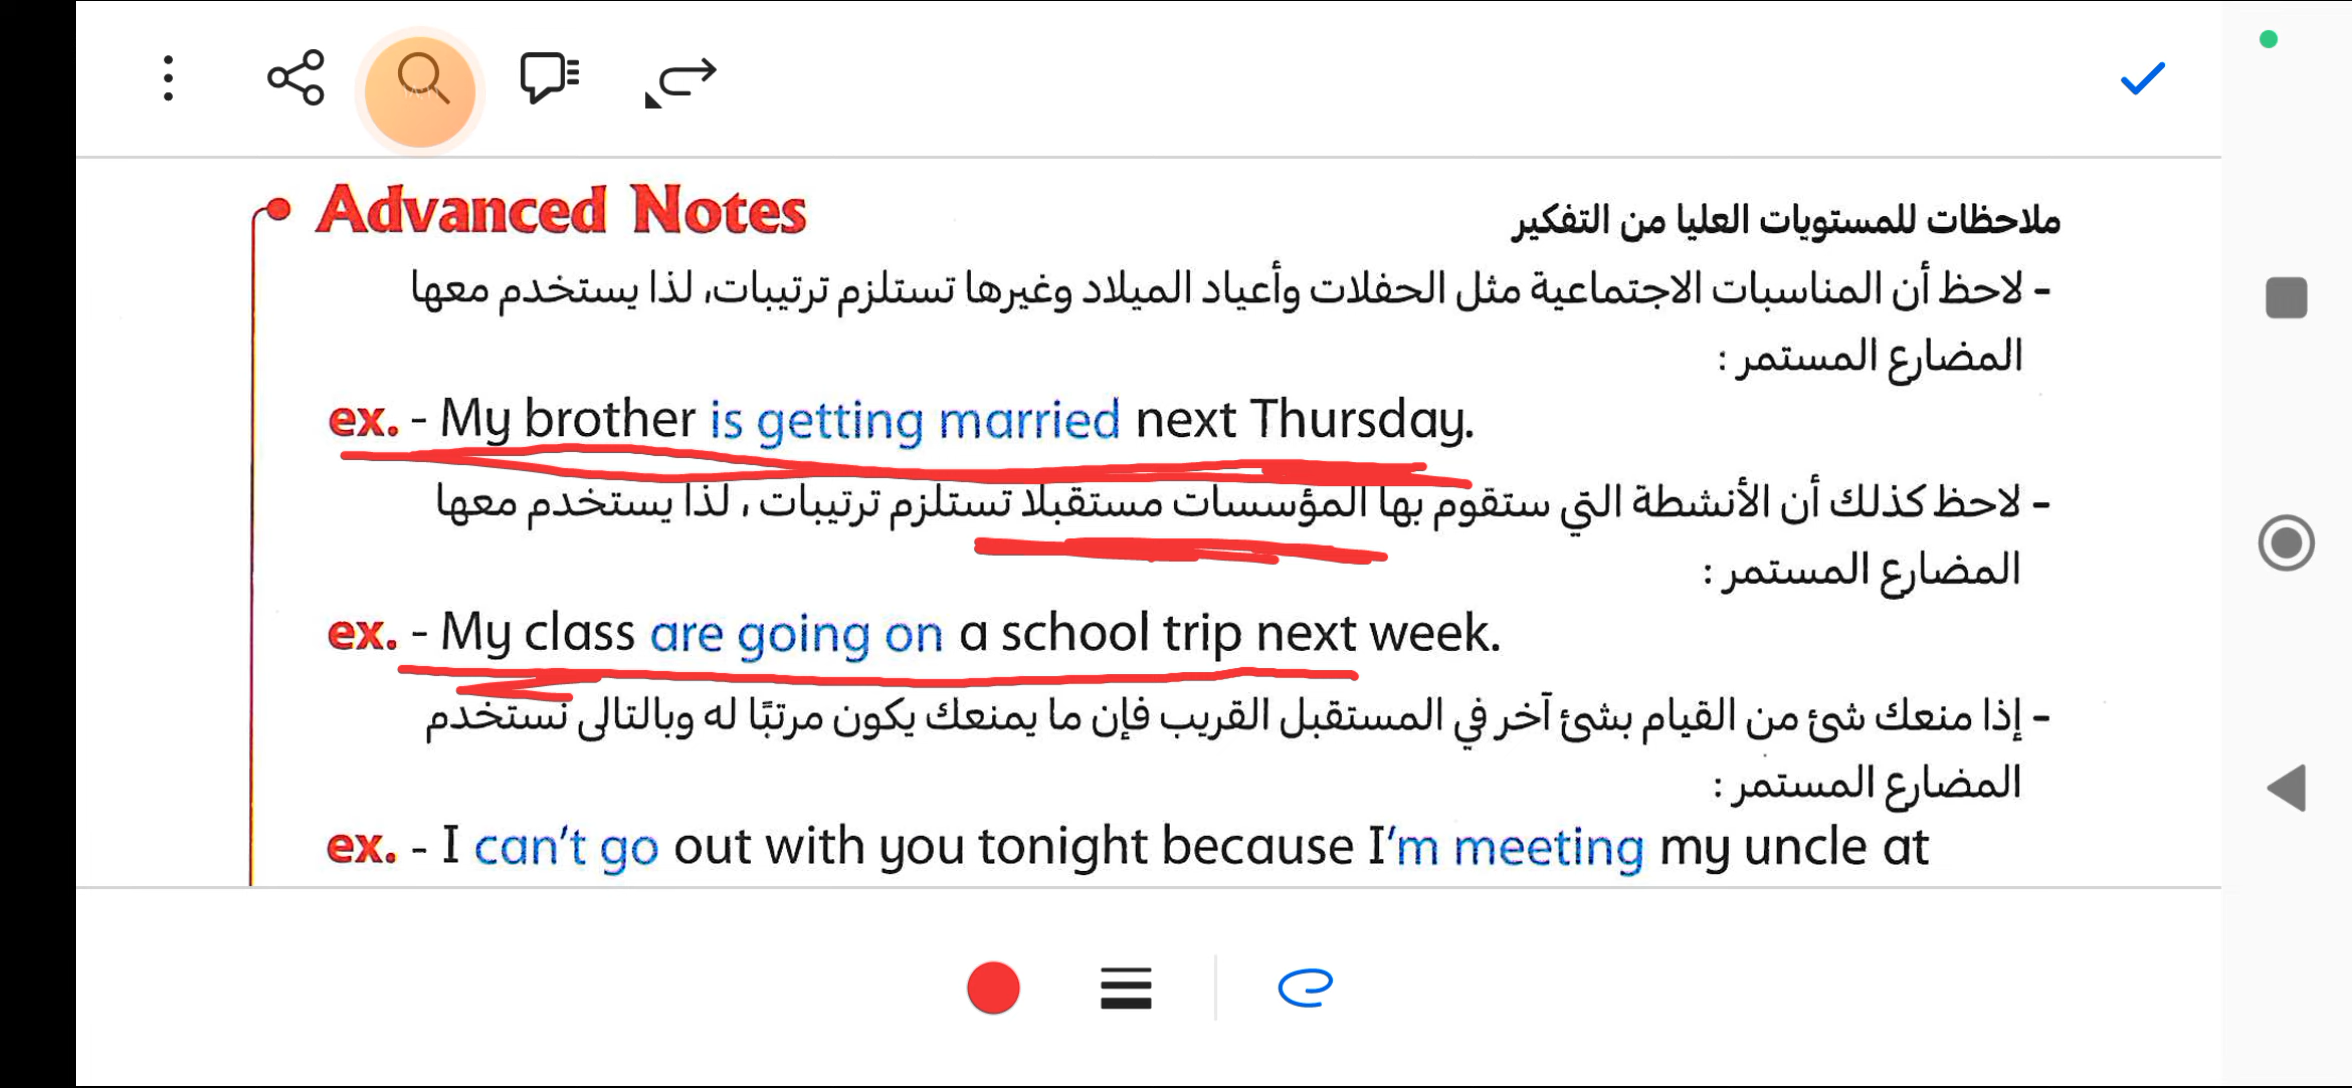 Advanced Notes
ملاحظات للمستويات العليا من التفكير
- لاحظ أن المناسبات الاجتماعية مثل الحفلات وأعياد الميلاد وغيرها تستلزم ترتيبات، لذا يستخدم معها
المضارع المستمر :
ex. - My brother is getting married next Thursday.
- لاحظ كذلك أن الأنشطة التي ستقوم بها المؤسسات مستقبلا تستلزم ترتيبات ، لذا يستخدم معها
المضارع المستمر :
ex. - My class are going on a school trip next week.
- إذا منعك شئ من القيام بشئ آخر في المستقبل القريب فإن ما يمنعك يكون مرتبًا له وبالتالى نستخدم
المضارع المستمر :
ex. - I can't go out with you tonight because I'm meeting my uncle at